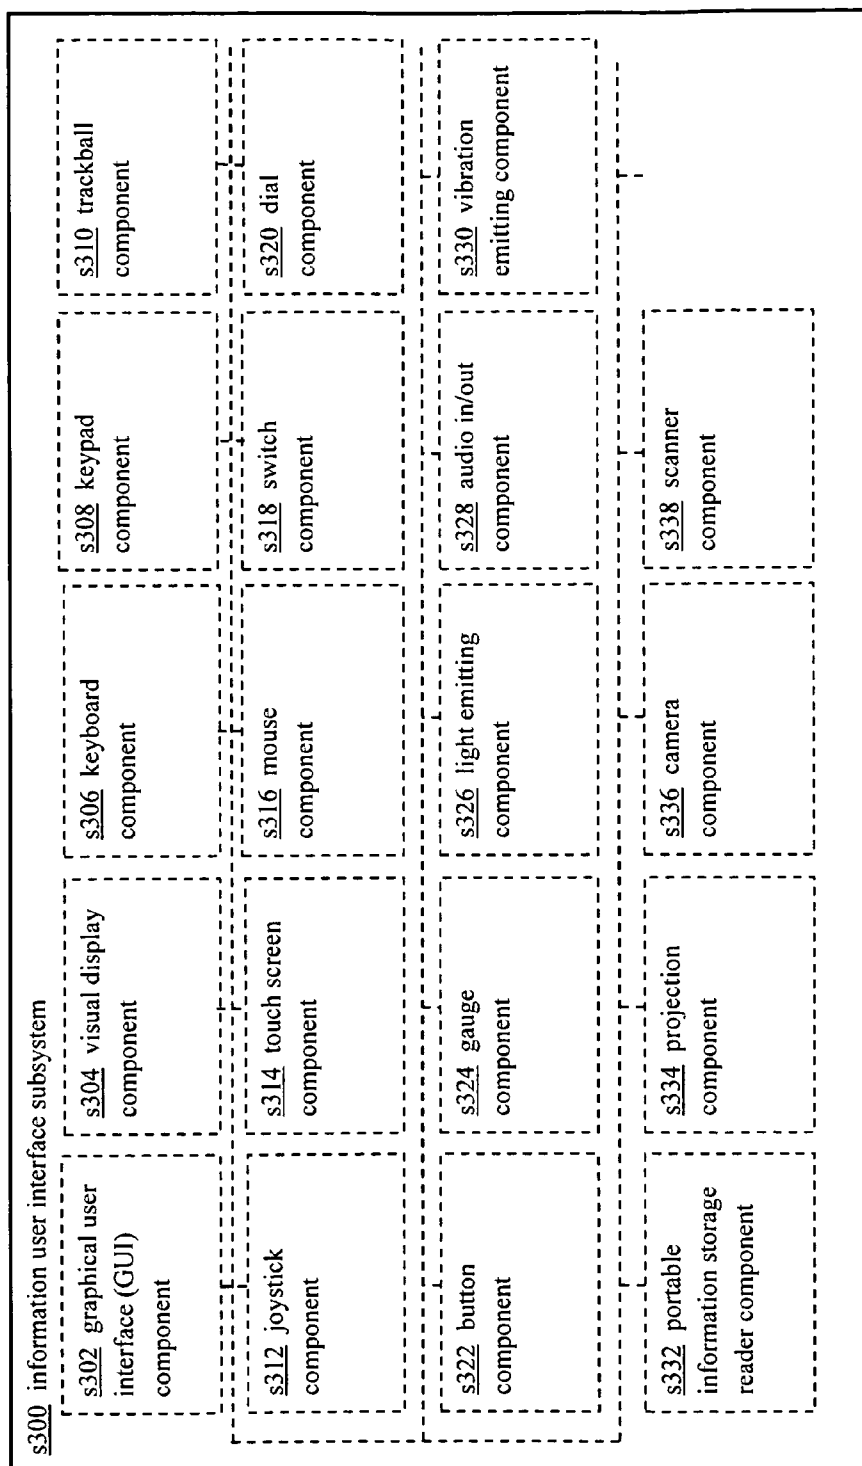 s300 information user interface subsystem
s302 graphical user
interface (GUI)
component
s304 visual display
component
s306 keyboard
component
s308 keypad
component
s310 trackball
component
s312 joystick
component
s314 touch screen
component
s316 mouse
component
s318 switch
component
s320 dial
component
s322 button
component
s324 gauge
component
s326 light emitting
component
s328 audio in/out
component
s330 vibration
emitting component
s332 portable
information storage
reader component
s334 projection
component
s336 camera
component
s338 scanner
component